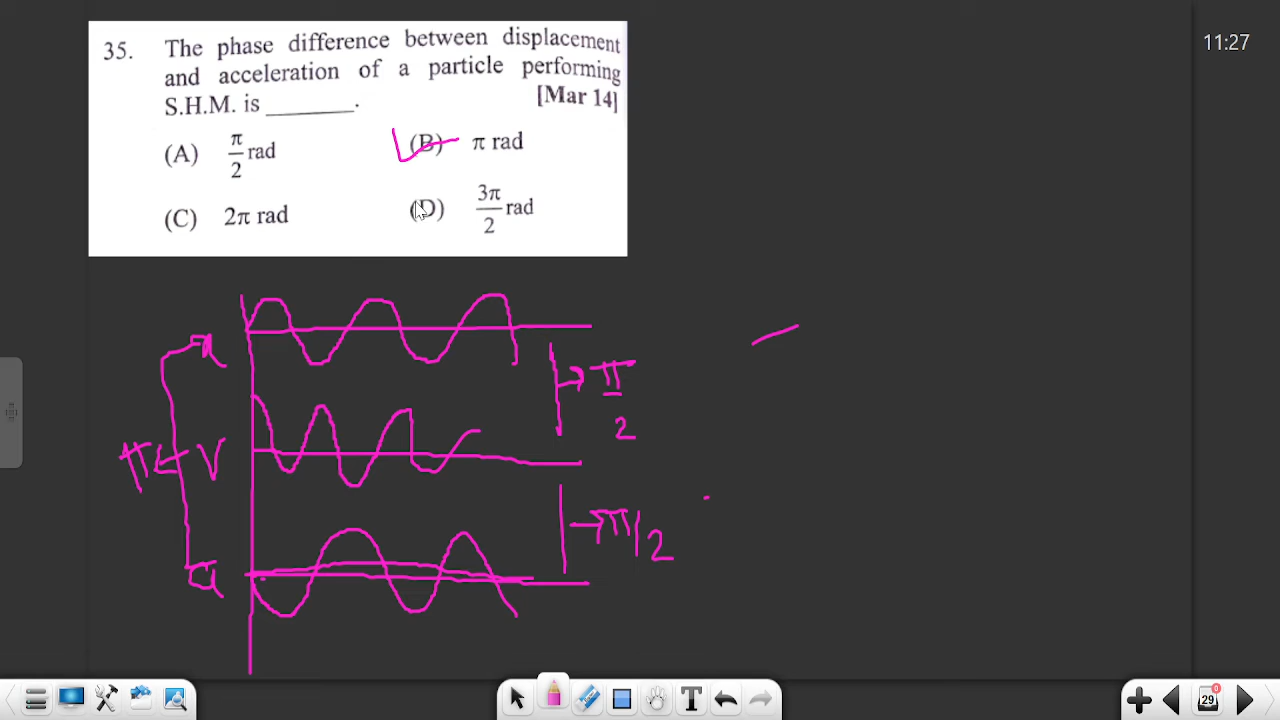 11:27
35. The phase difference between displacement
and acceleration of a particle performing
S.H.M. is ________. [Mar 14]
(A) π/2 rad (B) π rad
(C) 2π rad (D) 3π/2 rad
π/2
π V
π/2
a
29
T